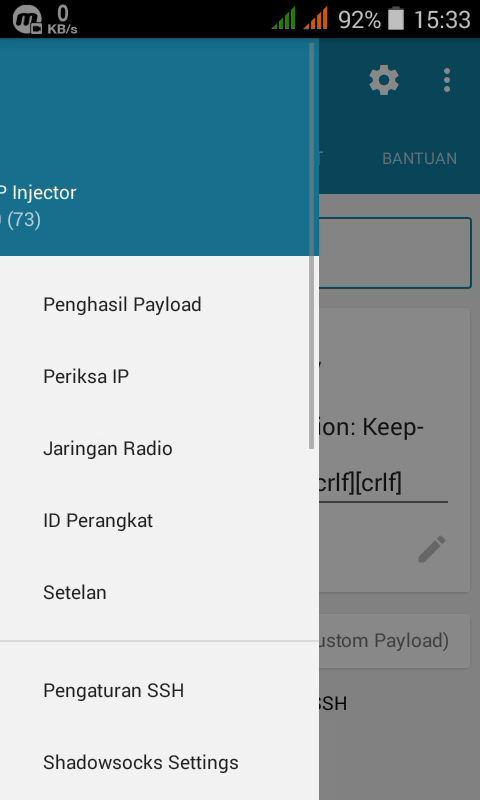 0
KB/s
92% 15:33
BANTUAN
P Injector
(73)
Penghasil Payload
Periksa IP
Jaringan Radio
ion: Keep-
crlf][crlf]
ID Perangkat
Setelan
ustom Payload)
Pengaturan SSH
SSH
Shadowsocks Settings